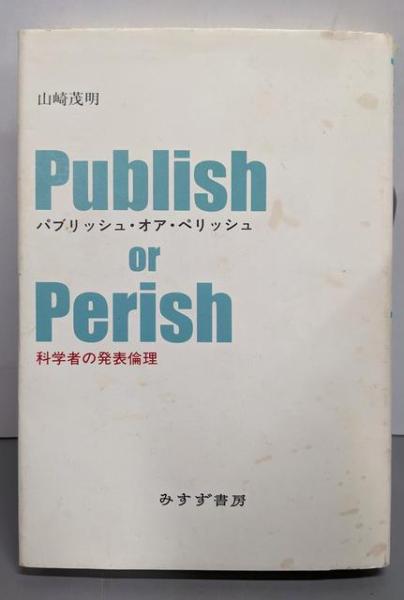 山崎茂明
Publish
パブリッシュ・オア・ペリッシュ
or
Perish
科学者の発表倫理
みすず書房